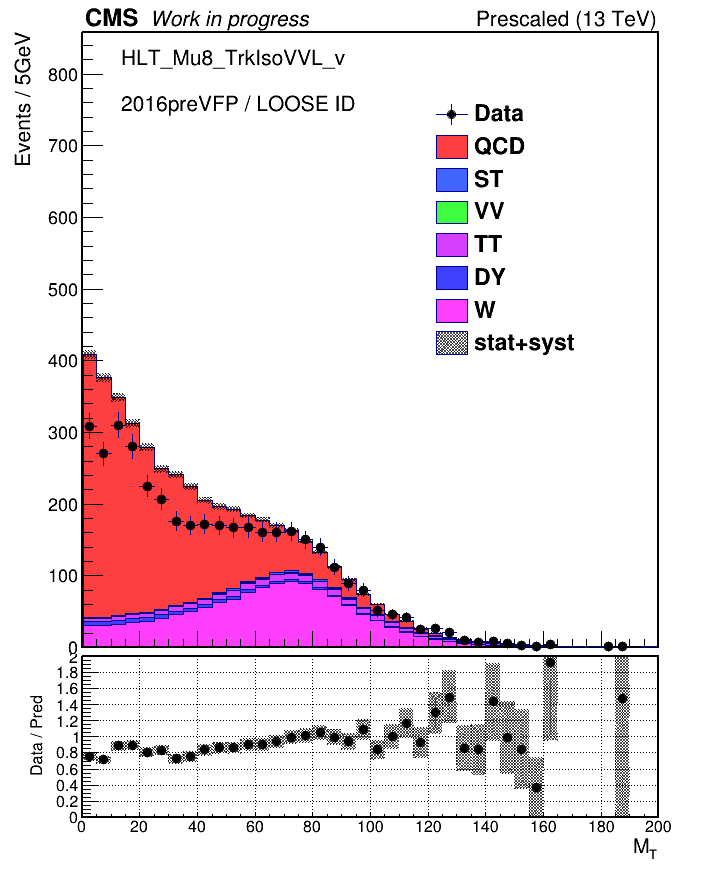 CMS Work in progress Prescaled (13 TeV)
Events / 5GeV
HLT_Mu8_TrkIsoVVL_v
2016preVFP / LOOSE ID
Data
QCD
ST
VV
TT
DY
W
stat+syst
800
700
600
500
400
300
200
100
0
Data / Pred
2
1.8
1.6
1.4
1.2
1
0.8
0.6
0.4
0.2
0
0 20 40 60 80 100 120 140 160 180 200
M_T